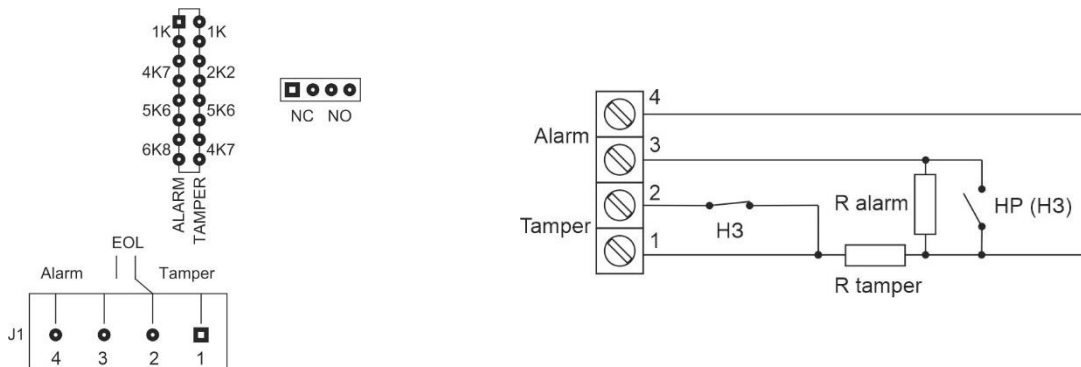 1K 1K
4K7 2K2
5K6 5K6
6K8 4K7
ALARM
TAMPER
NC NO
EOL
Alarm Tamper
J1
4 3 2 1
4
Alarm
3
2
Tamper
1
H3
R alarm
HP (H3)
R tamper